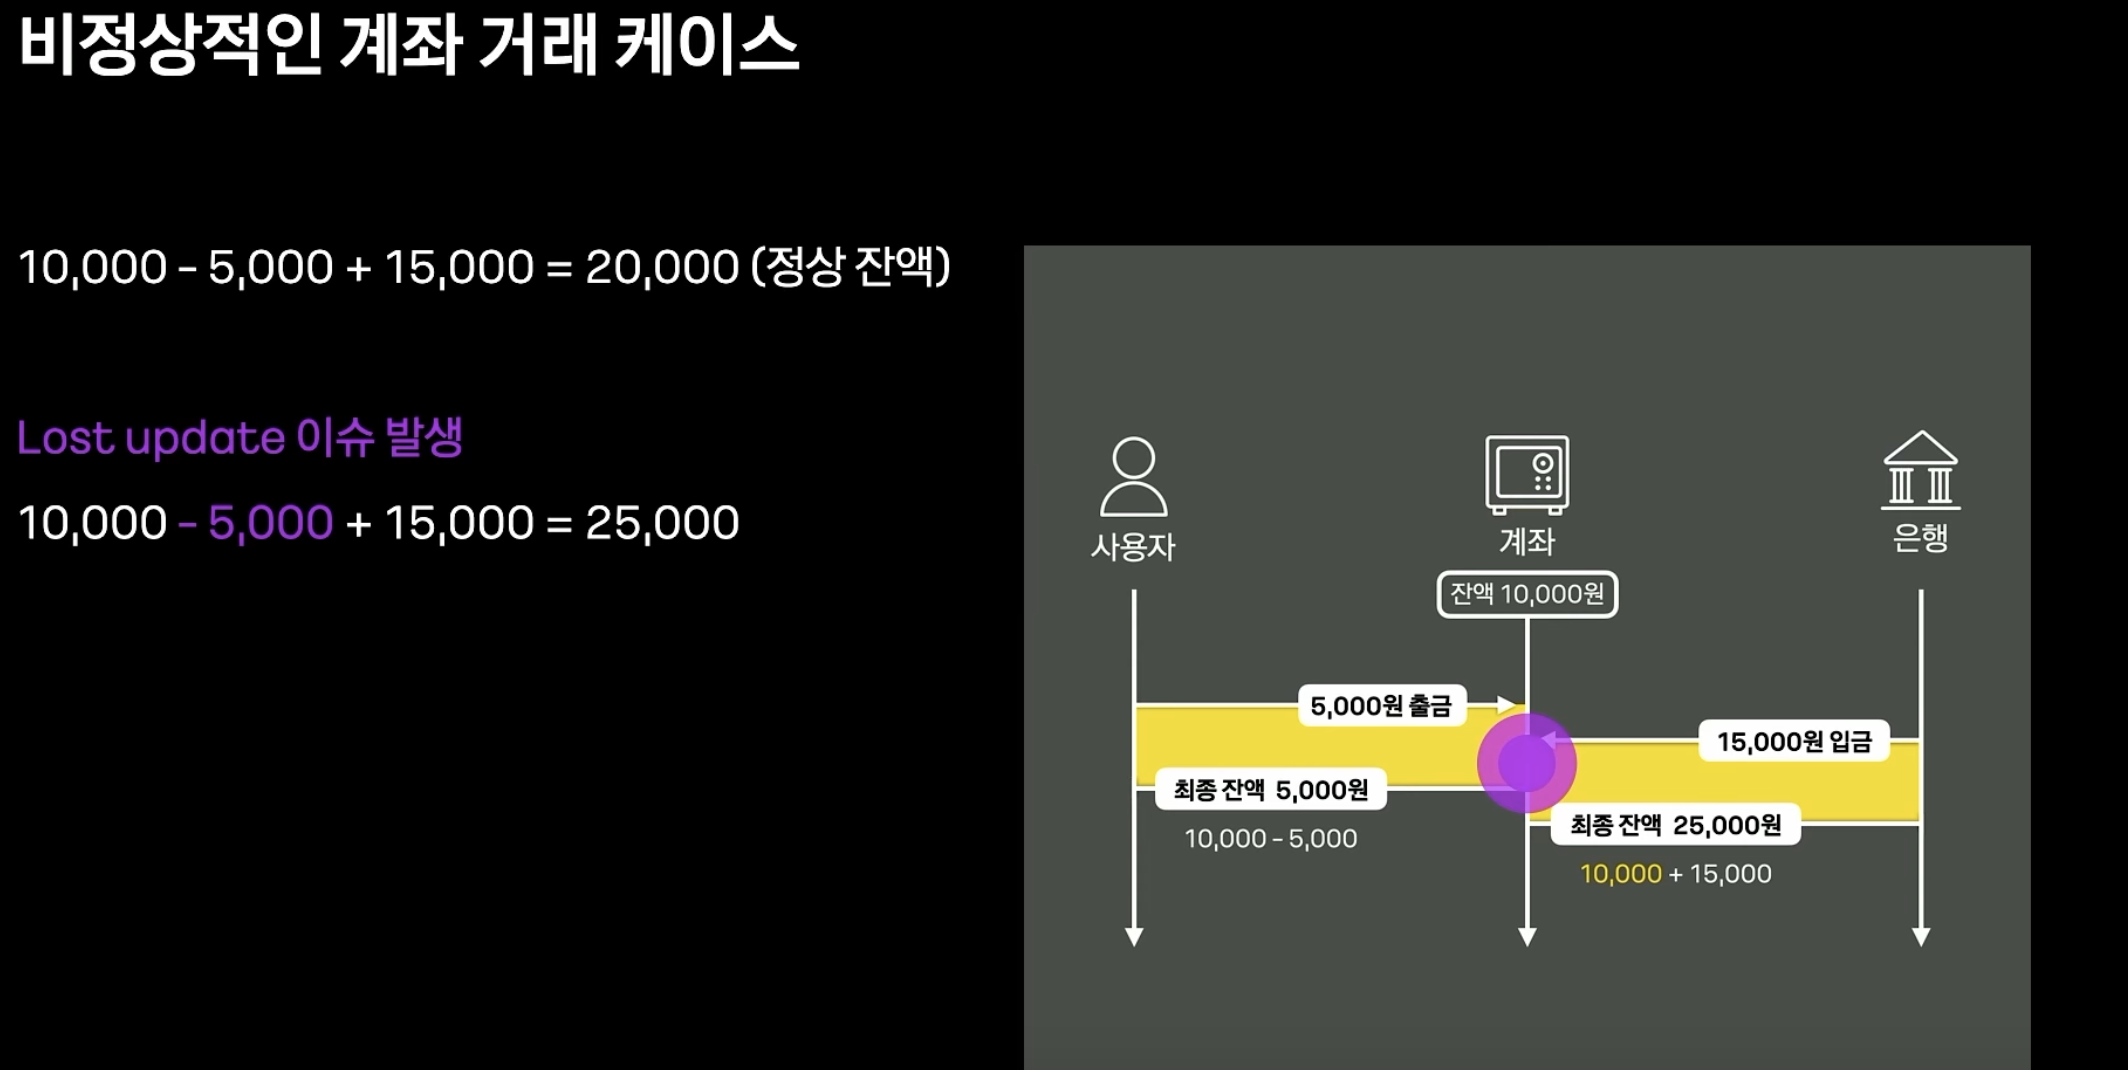 비정상적인 계좌 거래 케이스
10,000 - 5,000 + 15,000 = 20,000 (정상 잔액)
Lost update 이슈 발생
10,000 - 5,000 + 15,000 = 25,000
사용자
계좌
은행
잔액 10,000원
5,000원 출금
15,000원 입금
최종 잔액 5,000원
10,000 - 5,000
최종 잔액 25,000원
10,000 + 15,000